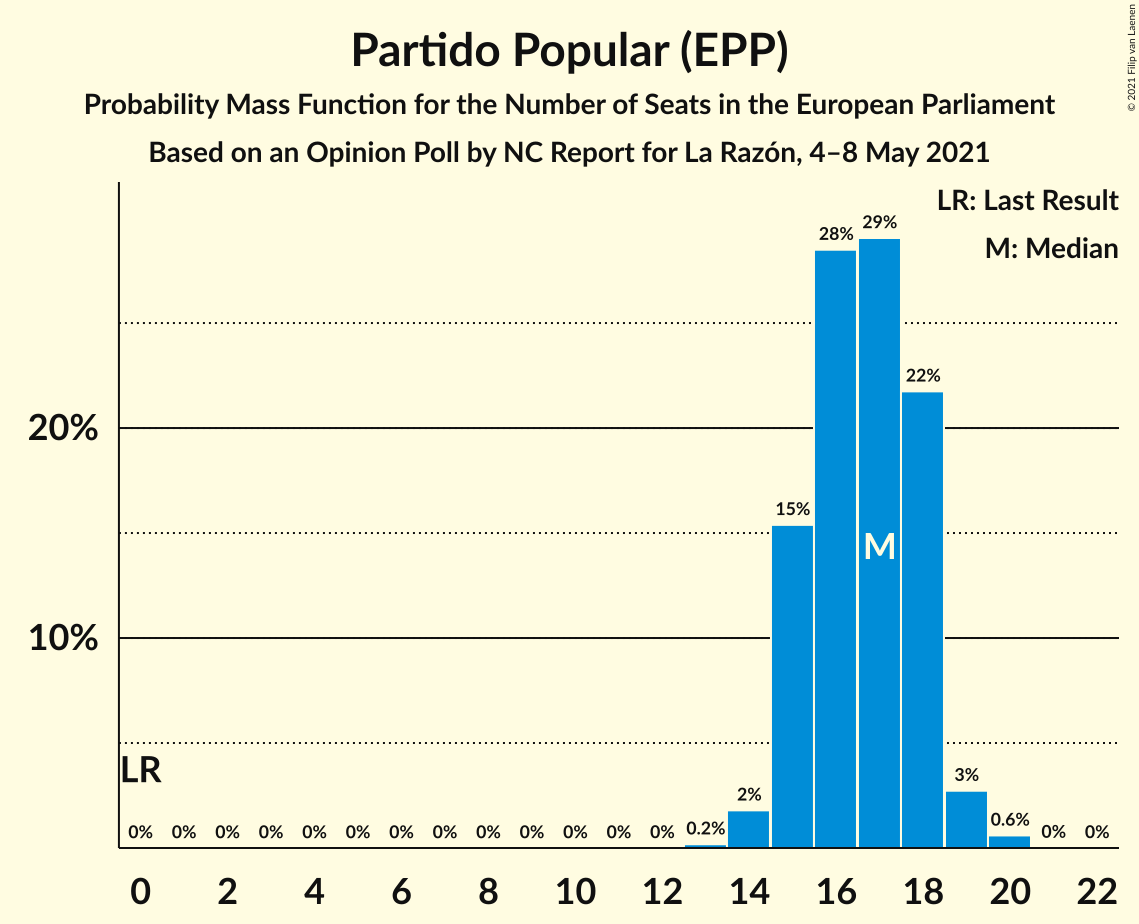 Partido Popular (EPP)
Probability Mass Function for the Number of Seats in the European Parliament
Based on an Opinion Poll by NC Report for La Razón, 4–8 May 2021
© 2021 Filip van Laenen
LR: Last Result
M: Median
29%
28%
22%
20%
15%
M
10%
LR
3%
2%
0% 0% 0% 0% 0% 0% 0% 0% 0% 0% 0% 0% 0% 0.2% 0.6% 0% 0%
0 2 4 6 8 10 12 14 16 18 20 22